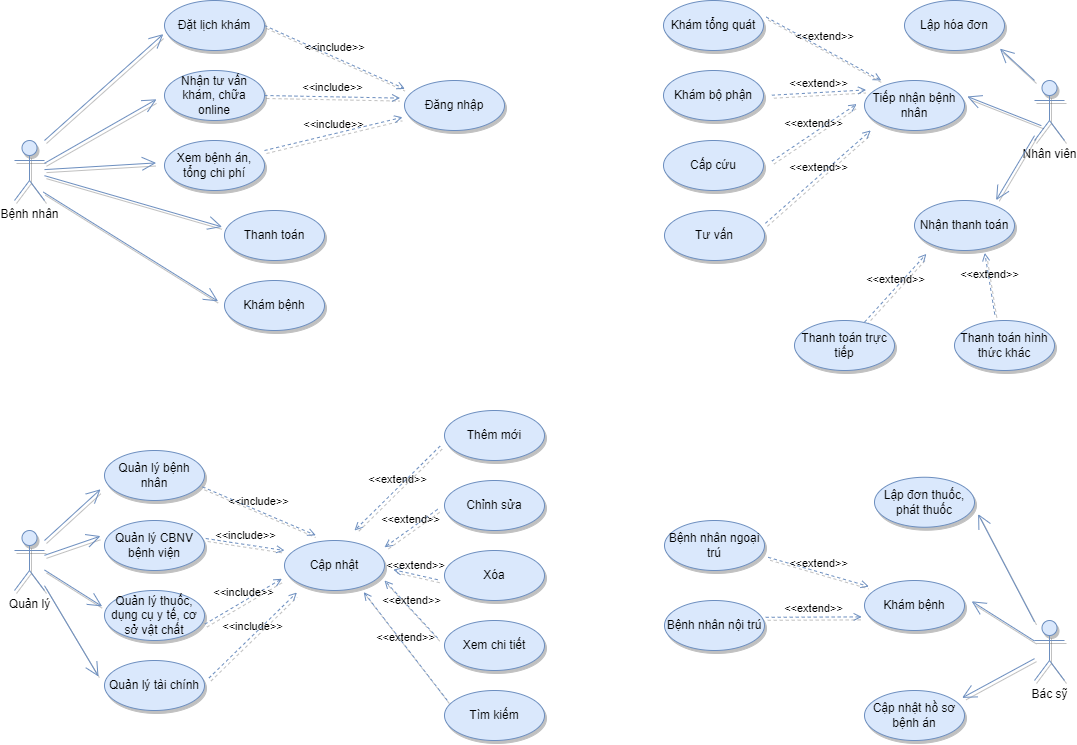 Đặt lịch khám
<<include>>
Nhận tư vấn
khám, chữa
online
<<include>>
Đăng nhập
<<include>>
Xem bệnh án,
tổng chi phí
Bệnh nhân
Thanh toán
Khám bệnh
Khám tổng quát
<<extend>>
Lập hóa đơn
Khám bộ phận
<<extend>>
Tiếp nhận bệnh
nhân
<<extend>>
Nhân viên
Cấp cứu
<<extend>>
Tư vấn
Nhận thanh toán
<<extend>>
<<extend>>
Thanh toán trực
tiếp
Thanh toán hình
thức khác
Thêm mới
Quản lý bệnh
nhân
<<extend>>
<<include>>
Chỉnh sửa
<<extend>>
Quản lý CBNV
bệnh viện
<<include>>
Cập nhật
<<extend>>
Xóa
Quản lý
Quản lý thuốc,
dụng cụ y tế, cơ
sở vật chất
<<include>>
<<extend>>
<<include>>
<<extend>>
Xem chi tiết
Quản lý tài chính
Tìm kiếm
Lập đơn thuốc,
phát thuốc
Bệnh nhân ngoại
trú
<<extend>>
Khám bệnh
<<extend>>
Bệnh nhân nội trú
Bác sỹ
Cập nhật hồ sơ
bệnh án